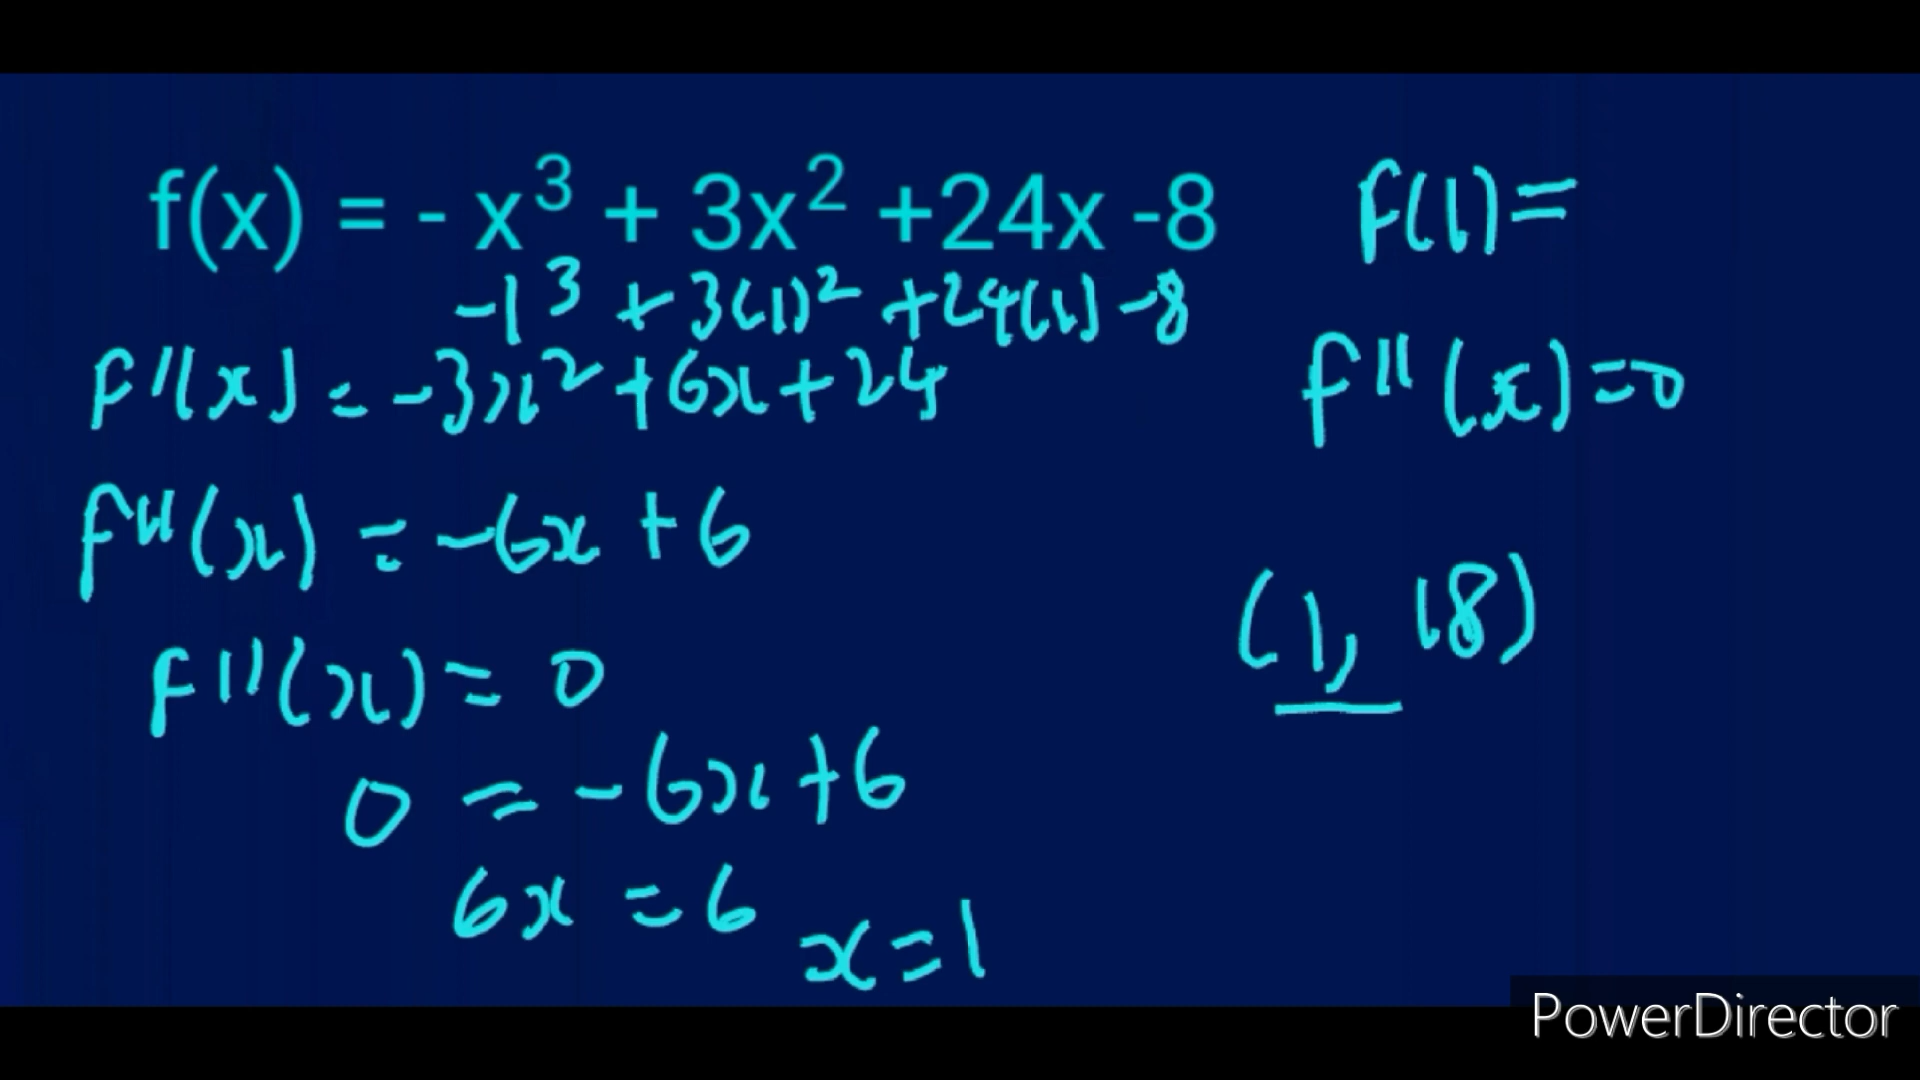 f(x) = - x³ + 3x² +24x -8
f(1)=
-1³ + 3(1)² +24(1) -8
f'(x) = -3x² +6x + 24
f''(x)=0
f''(x) = -6x + 6
(1, 18)
f''(x) = 0
0 = -6x +6
6x = 6
x=1
PowerDirector